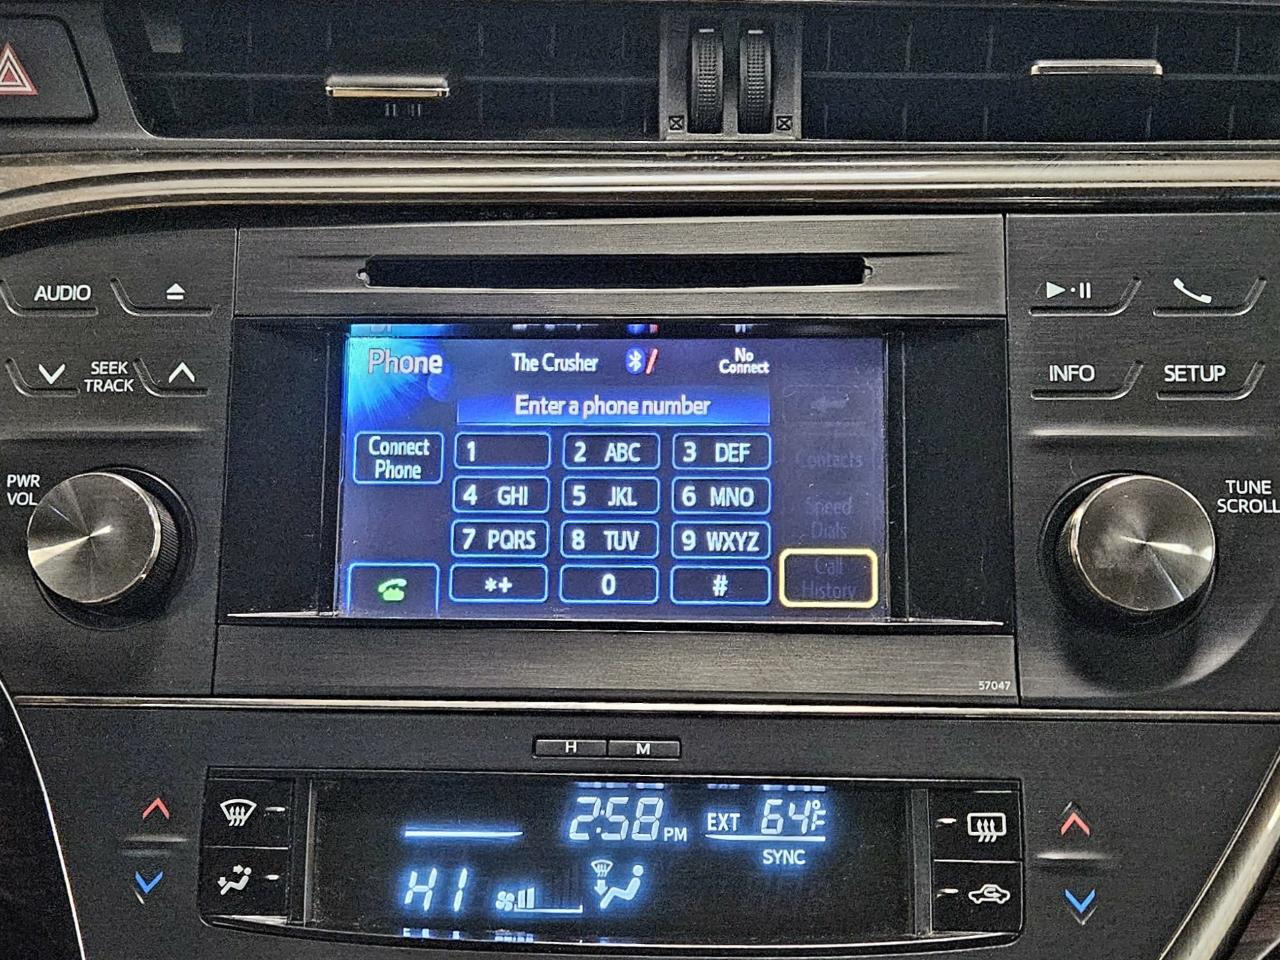 AUDIO
SEEK
TRACK
PWR
VOL
Phone
The Crusher
No
Connect
Enter a phone number
Connect
Phone
1
2 ABC
3 DEF
4 GHI
5 JKL
6 MNO
7 PQRS
8 TUV
9 WXYZ
*+
0
#
Contacts
Speed
Dials
Call
History
INFO
SETUP
TUNE
SCROLL
57047
H
M
2:58 PM
EXT 64°F
SYNC
HI